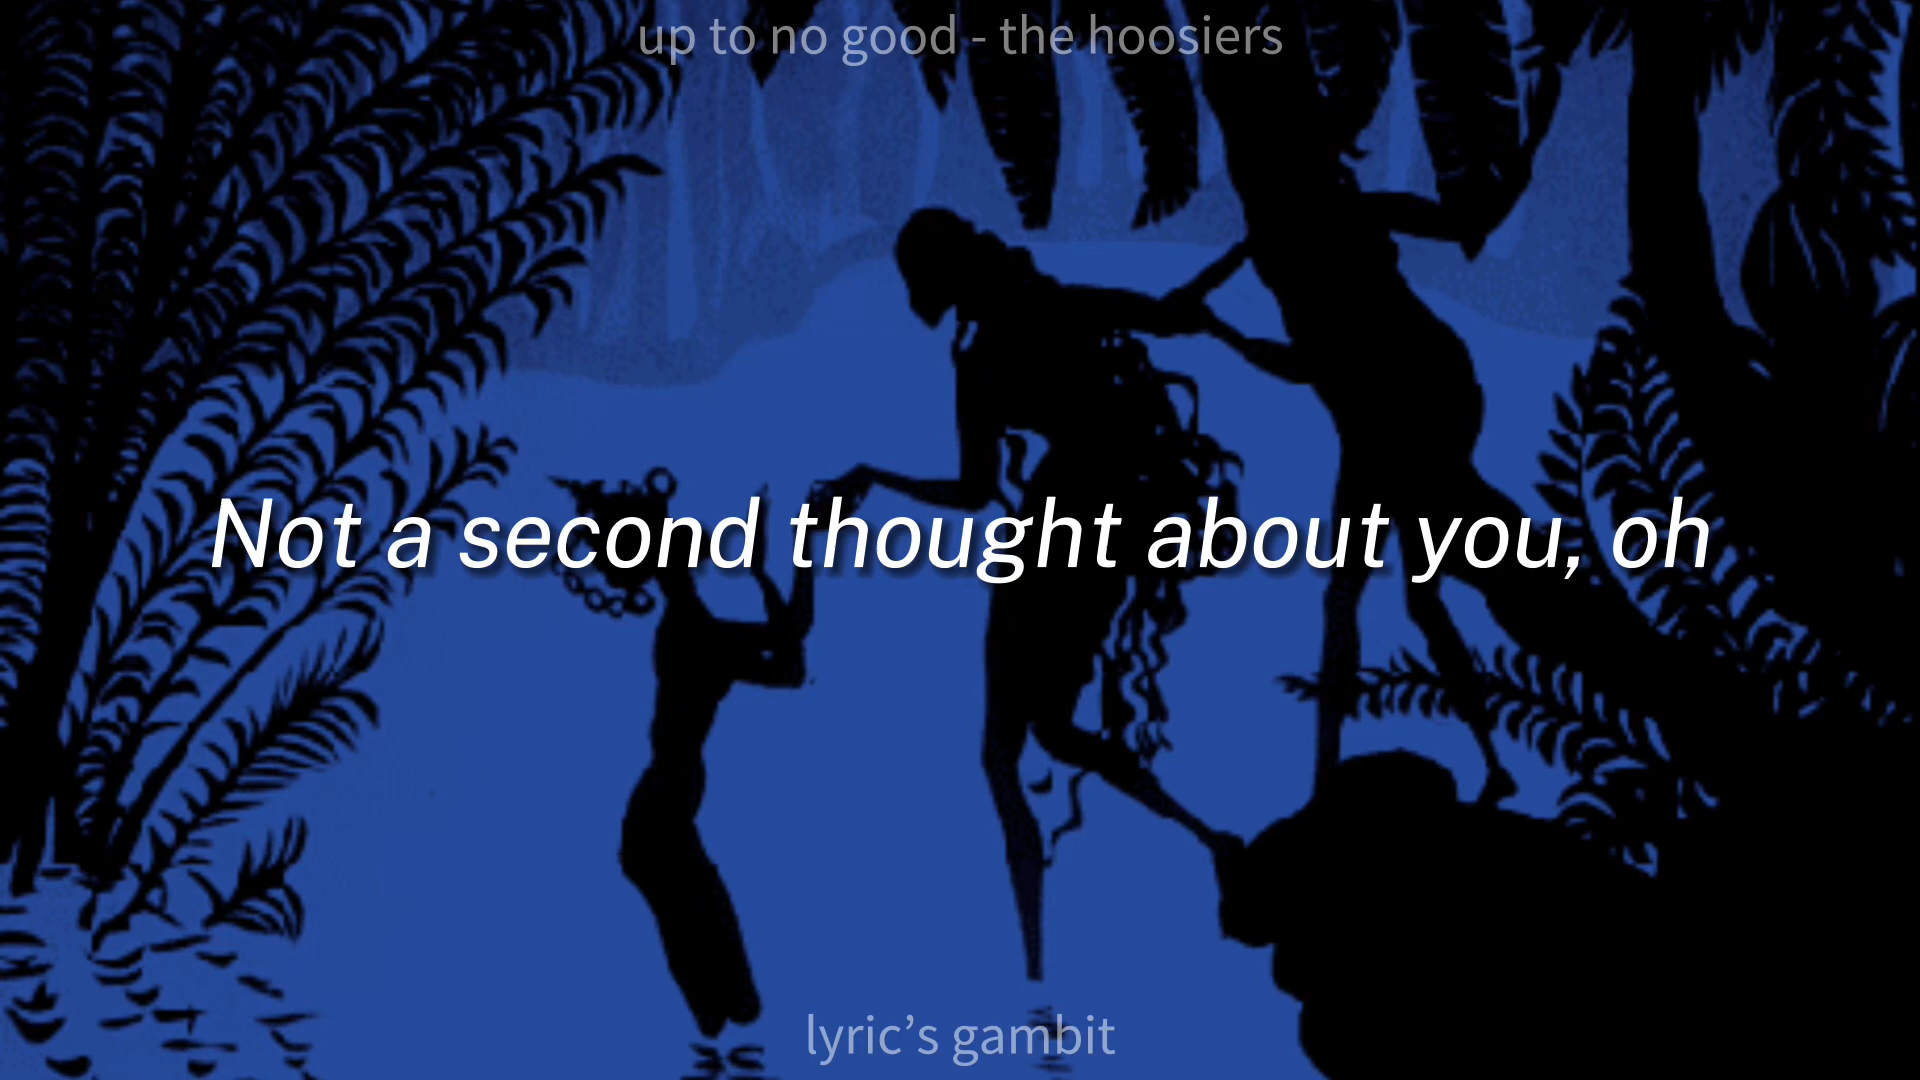 up to no good - the hoosiers
Not a second thought about you, oh
lyric’s gambit